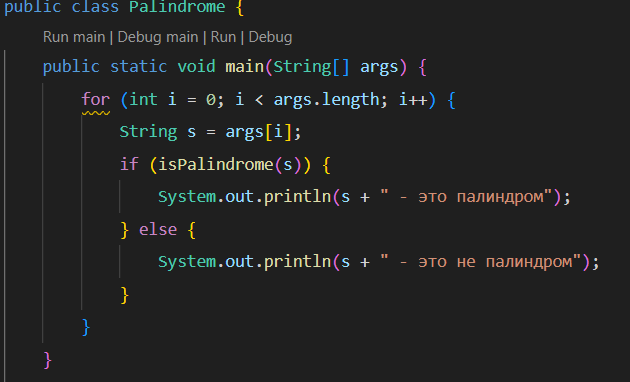 public class Palindrome {
Run main | Debug main | Run | Debug
public static void main(String[] args) {
for (int i = 0; i < args.length; i++) {
String s = args[i];
if (isPalindrome(s)) {
System.out.println(s + " - это палиндром");
} else {
System.out.println(s + " - это не палиндром");
}
}
}